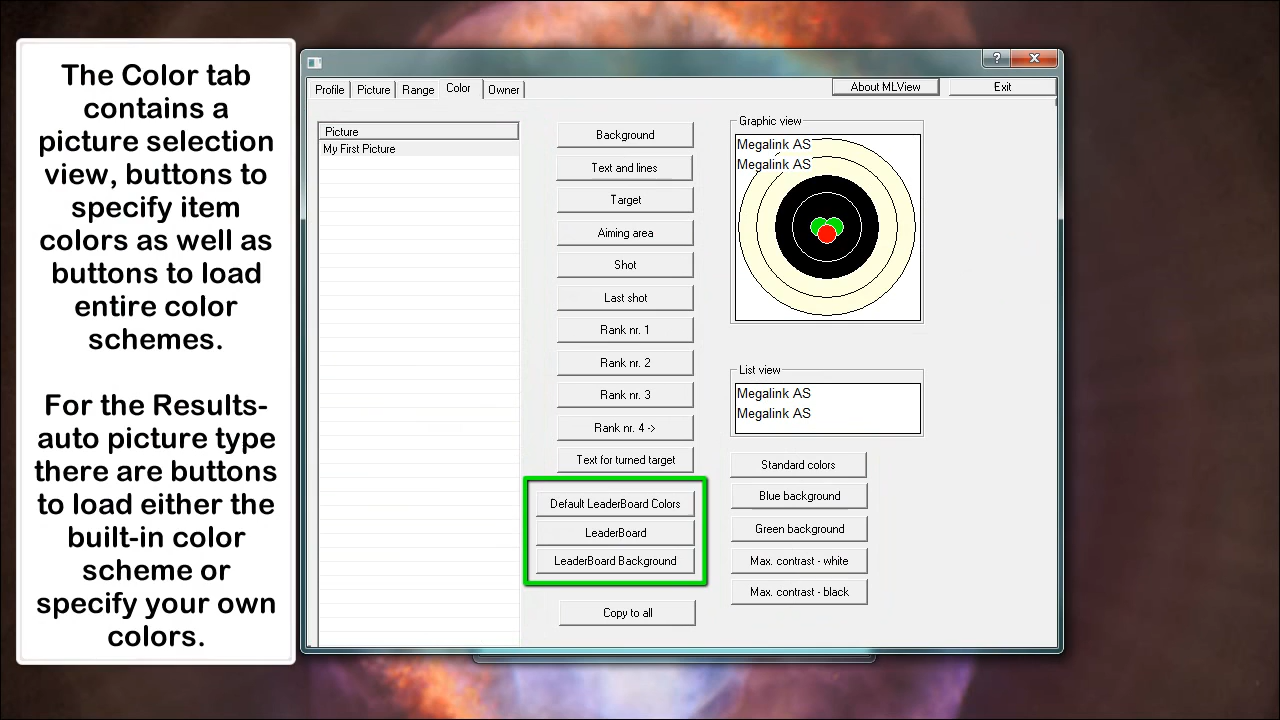 The Color tab
contains a
picture selection
view, buttons to
specify item
colors as well as
buttons to load
entire color
schemes.
For the Results-
auto picture type
there are buttons
to load either the
built-in color
scheme or
specify your own
colors.
?
X
Profile
Picture
Range
Color
Owner
About MLView
Exit
Picture
My First Picture
Background
Text and lines
Target
Aiming area
Shot
Last shot
Rank nr. 1
Rank nr. 2
Rank nr. 3
Rank nr. 4 ->
Text for turned target
Default LeaderBoard Colors
LeaderBoard
LeaderBoard Background
Copy to all
Graphic view
Megalink AS
Megalink AS
List view
Megalink AS
Megalink AS
Standard colors
Blue background
Green background
Max. contrast - white
Max. contrast - black